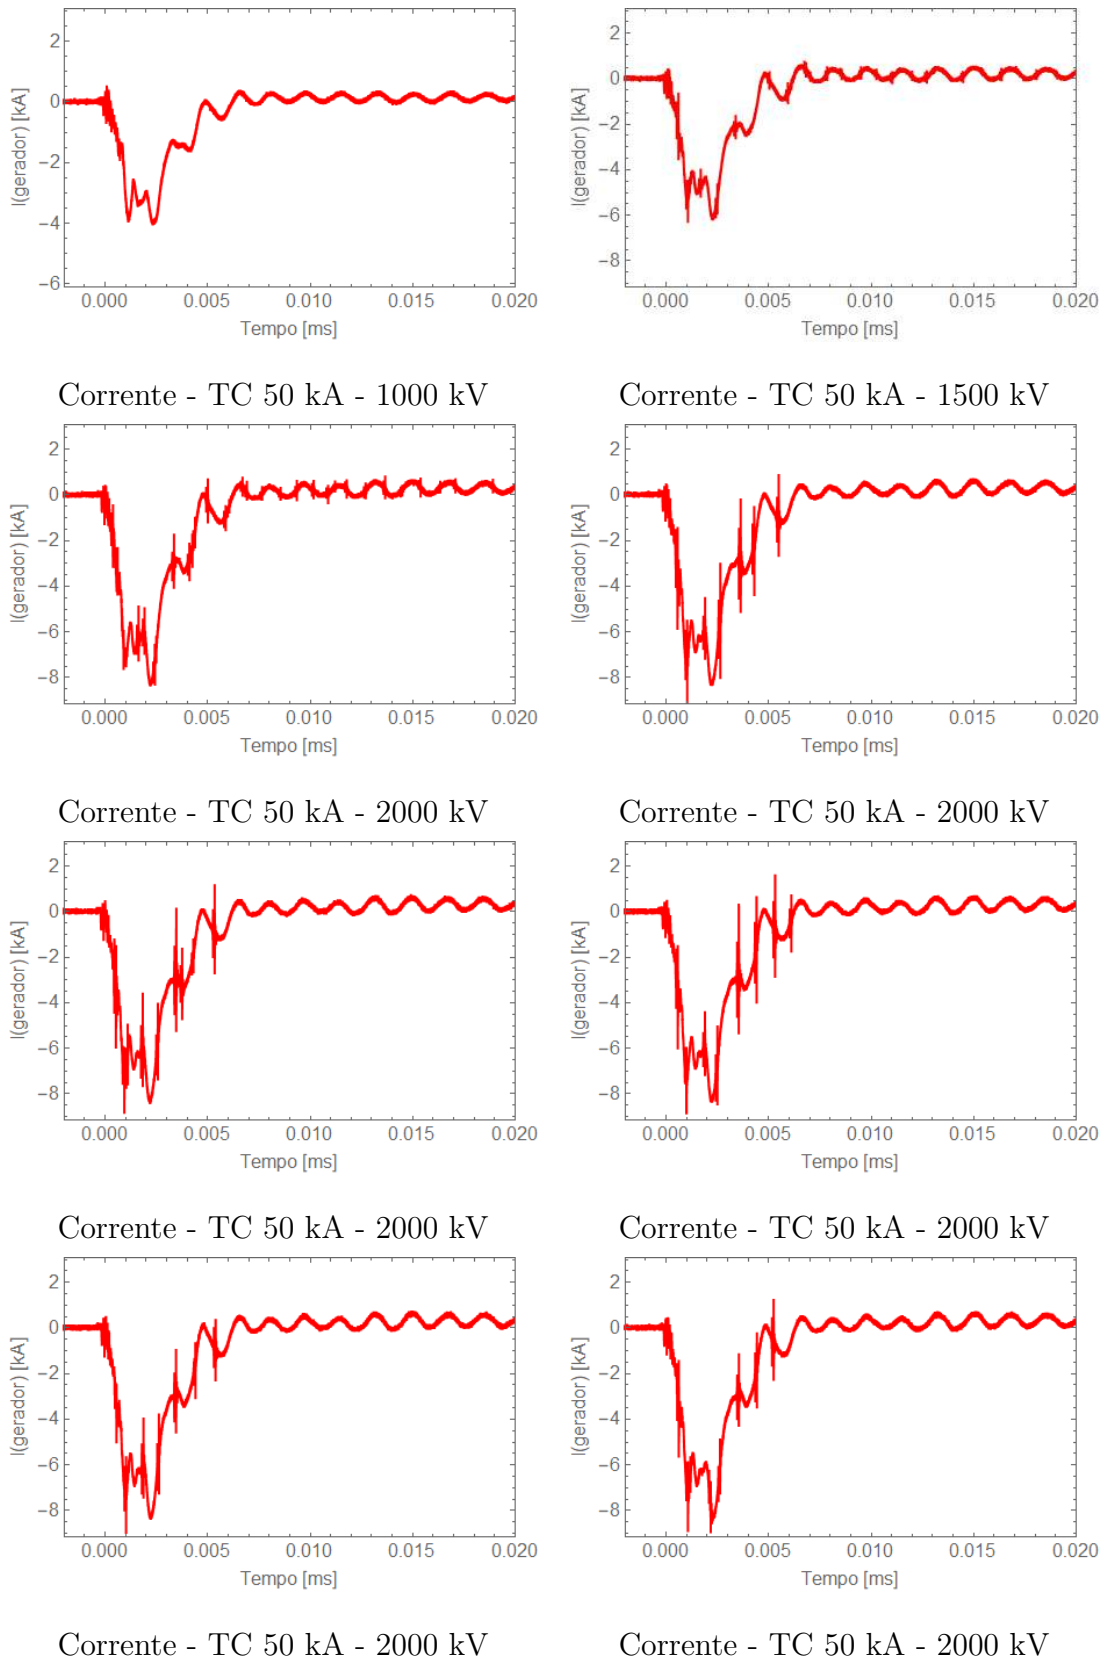 2
0
−2
−4
−6
I(gerador) [kA]
0.000 0.005 0.010 0.015 0.020
Tempo [ms]
Corrente - TC 50 kA - 1000 kV
2
0
−2
−4
−6
−8
I(gerador) [kA]
0.000 0.005 0.010 0.015 0.020
Tempo [ms]
Corrente - TC 50 kA - 1500 kV
2
0
−2
−4
−6
−8
I(gerador) [kA]
0.000 0.005 0.010 0.015 0.020
Tempo [ms]
Corrente - TC 50 kA - 2000 kV
2
0
−2
−4
−6
−8
I(gerador) [kA]
0.000 0.005 0.010 0.015 0.020
Tempo [ms]
Corrente - TC 50 kA - 2000 kV
2
0
−2
−4
−6
−8
I(gerador) [kA]
0.000 0.005 0.010 0.015 0.020
Tempo [ms]
Corrente - TC 50 kA - 2000 kV
2
0
−2
−4
−6
−8
I(gerador) [kA]
0.000 0.005 0.010 0.015 0.020
Tempo [ms]
Corrente - TC 50 kA - 2000 kV
2
0
−2
−4
−6
−8
I(gerador) [kA]
0.000 0.005 0.010 0.015 0.020
Tempo [ms]
Corrente - TC 50 kA - 2000 kV
2
0
−2
−4
−6
−8
I(gerador) [kA]
0.000 0.005 0.010 0.015 0.020
Tempo [ms]
Corrente - TC 50 kA - 2000 kV